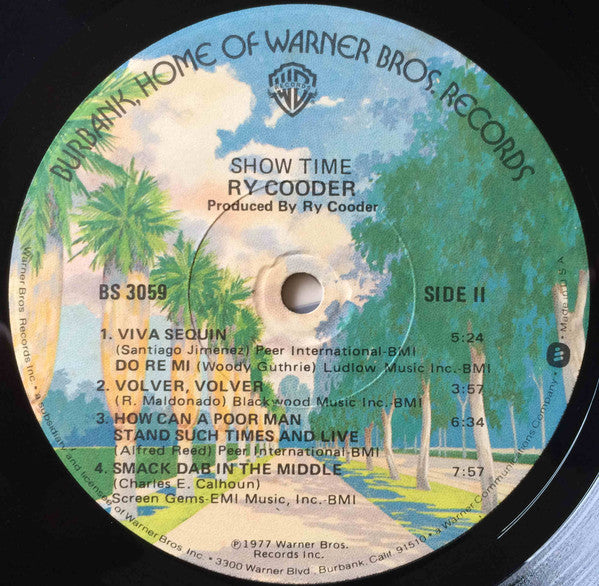 BURBANK, HOME OF WARNER BROS. RECORDS
WB
RECORDS
SHOW TIME
RY COODER
Produced By Ry Cooder
BS 3059
SIDE II
Made in U S A
1. VIVA SEQUIN 5:24
(Santiago Jimenez) Peer International-BMI
DO RE MI (Woody Guthrie) Ludlow Music Inc.-BMI
2. VOLVER, VOLVER 3:57
(R. Maldonado) Blackwood Music Inc.-BMI
3. HOW CAN A POOR MAN 6:34
STAND SUCH TIMES AND LIVE
(Alfred Reed) Peer International-BMI
4. SMACK DAB IN THE MIDDLE 7:57
(Charles E. Calhoun)
Screen Gems-EMI Music, Inc.-BMI
℗1977 Warner Bros.
Records Inc.
Warner Bros. Records Inc. • a subsidiary and licensee of Warner Bros. Inc. • 3300 Warner Blvd., Burbank, Calif. 91510 • a Warner Communications Company •